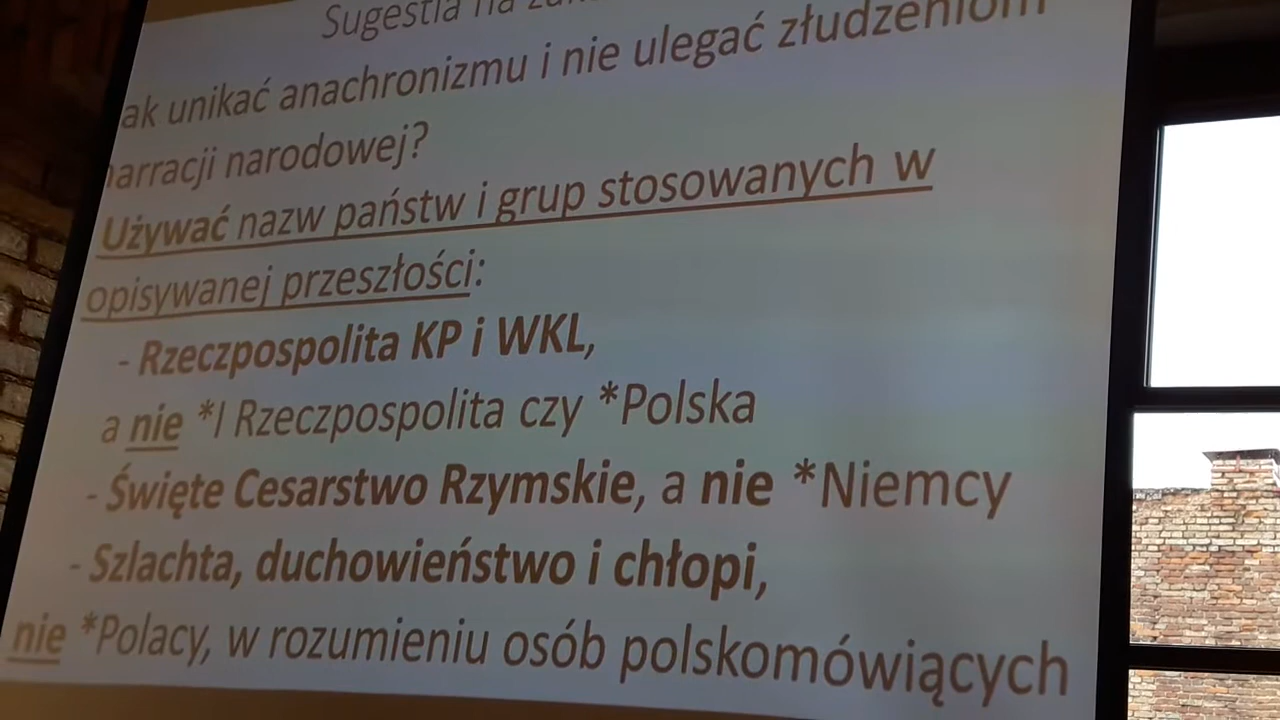 Sugestia na
ak unikać anachronizmu i nie ulegać złudzeniom
narracji narodowej?
Używać nazw państw i grup stosowanych w
opisywanej przeszłości:
- Rzeczpospolita KP i WKL,
a nie *I Rzeczpospolita czy *Polska
- Święte Cesarstwo Rzymskie, a nie *Niemcy
- Szlachta, duchowieństwo i chłopi,
nie *Polacy, w rozumieniu osób polskomówiących